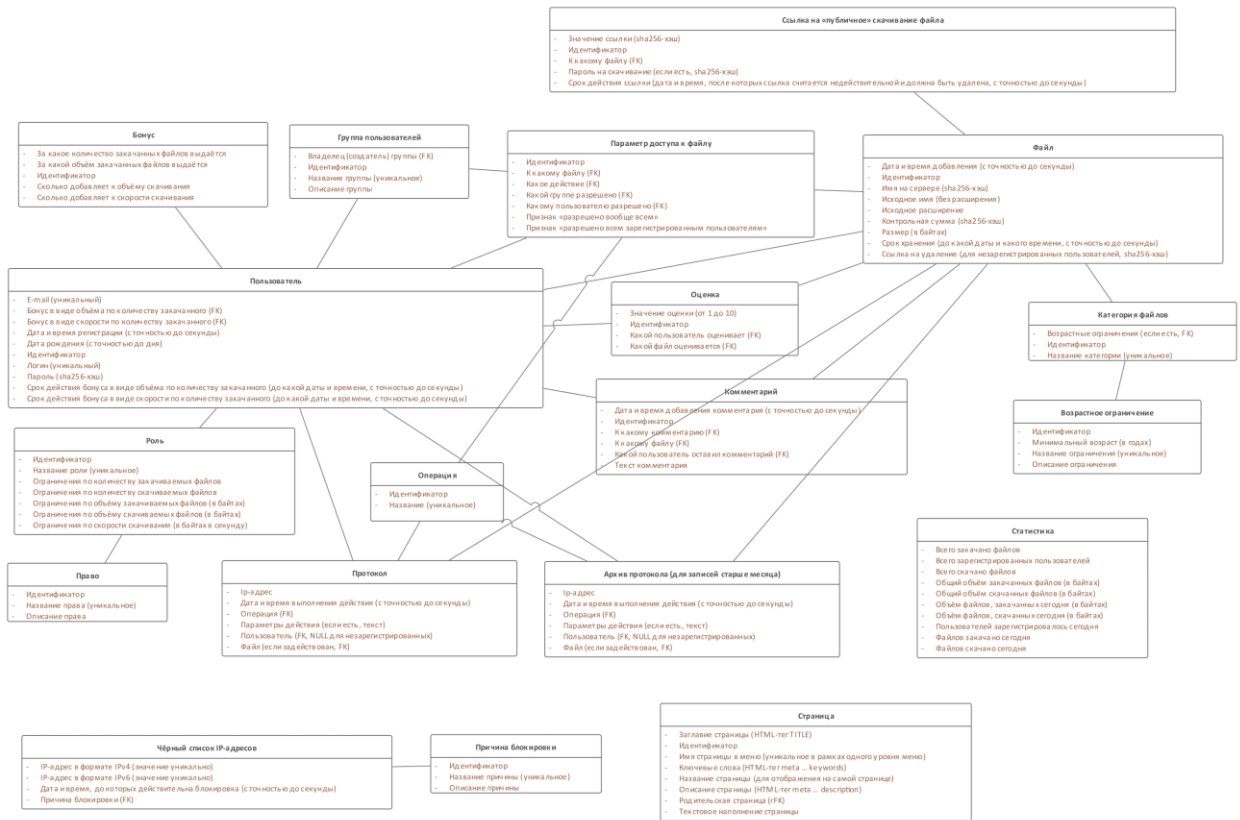 Ссылка на «публичное» скачивание файла
- Значение ссылки (sha256-хэш)
- Идентификатор
- К какому файлу (FK)
- Пароль на скачивание (если есть, sha256-хэш)
- Срок действия ссылки (дата и время, после которых ссылка считается недействительной и должна быть удалена, с точностью до секунды)
Бонус
- За какое количество закачанных файлов выдаётся
- За какой объём закачанных файлов выдаётся
- Идентификатор
- Сколько добавляет к объёму скачивания
- Сколько добавляет к скорости скачивания
Группа пользователей
- Владелец (создатель) группы (FK)
- Идентификатор
- Название группы (уникальное)
- Описание группы
Параметр доступа к файлу
- Идентификатор
- К какому файлу (FK)
- Какое действие (FK)
- Какой группе разрешено (FK)
- Какому пользователю разрешено (FK)
- Признак «разрешено вообще всем»
- Признак «разрешено всем зарегистрированным пользователям»
Файл
- Дата и время добавления (с точностью до секунды)
- Идентификатор
- Имя на сервере (sha256-хэш)
- Исходное имя (без расширения)
- Исходное расширение
- Контрольная сумма (sha256-хэш)
- Размер (в байтах)
- Срок хранения (до какой даты и какого времени, с точностью до секунды)
- Ссылка на удаление (для незарегистрированных пользователей, sha256-хэш)
Пользователь
- E-mail (уникальный)
- Бонус в виде объёма по количеству закачанного (FK)
- Бонус в виде скорости по количеству закачанного (FK)
- Дата и время регистрации (с точностью до секунды)
- Дата рождения (с точностью до дня)
- Идентификатор
- Логин (уникальный)
- Пароль (sha256-хэш)
- Срок действия бонуса в виде объёма по количеству закачанного (до какой даты и времени, с точностью до секунды)
- Срок действия бонуса в виде скорости по количеству закачанного (до какой даты и времени, с точностью до секунды)
Оценка
- Значение оценки (от 1 до 10)
- Идентификатор
- Какой пользователь оценивает (FK)
- Какой файл оценивается (FK)
Категория файлов
- Возрастные ограничения (если есть, FK)
- Идентификатор
- Название категории (уникальное)
Комментарий
- Дата и время добавления комментария (с точностью до секунды)
- Идентификатор
- К какому комментарию (FK)
- К какому файлу (FK)
- Какой пользователь оставил комментарий (FK)
- Текст комментария
Возрастное ограничение
- Идентификатор
- Минимальный возраст (в годах)
- Название ограничения (уникальное)
- Описание ограничения
Роль
- Идентификатор
- Название роли (уникальное)
- Ограничения по количеству закачиваемых файлов
- Ограничения по количеству скачиваемых файлов
- Ограничения по объёму закачиваемых файлов (в байтах)
- Ограничения по объёму скачиваемых файлов (в байтах)
- Ограничения по скорости скачивания (в байтах в секунду)
Операция
- Идентификатор
- Название (уникальное)
Право
- Идентификатор
- Название права (уникальное)
- Описание права
Протокол
- Ip-адрес
- Дата и время выполнения действия (с точностью до секунды)
- Операция (FK)
- Параметры действия (если есть, текст)
- Пользователь (FK, NULL для незарегистрированных)
- Файл (если задействован, FK)
Архив протокола (для записей старше месяца)
- Ip-адрес
- Дата и время выполнения действия (с точностью до секунды)
- Операция (FK)
- Параметры действия (если есть, текст)
- Пользователь (FK, NULL для незарегистрированных)
- Файл (если задействован, FK)
Статистика
- Всего закачано файлов
- Всего зарегистрированных пользователей
- Всего скачано файлов
- Общий объём закачанных файлов (в байтах)
- Общий объём скачанных файлов (в байтах)
- Объём файлов, закачанных сегодня (в байтах)
- Объём файлов, скачанных сегодня (в байтах)
- Пользователей зарегистрировалось сегодня
- Файлов закачано сегодня
- Файлов скачано сегодня
Чёрный список IP-адресов
- IP-адрес в формате IPv4 (значение уникально)
- IP-адрес в формате IPv6 (значение уникально)
- Дата и время, до которых действительна блокировка (с точностью до секунды)
- Причина блокировки (FK)
Причина блокировки
- Идентификатор
- Название причины (уникальное)
- Описание причины
Страница
- Заглавие страницы (HTML-тег TITLE)
- Идентификатор
- Имя страницы в меню (уникальное в рамках одного уровня меню)
- Ключевые слова (HTML-тег meta … keywords)
- Название страницы (для отображения на самой странице)
- Описание страницы (HTML-тег meta … description)
- Родительская страница (rFK)
- Текстовое наполнение страницы